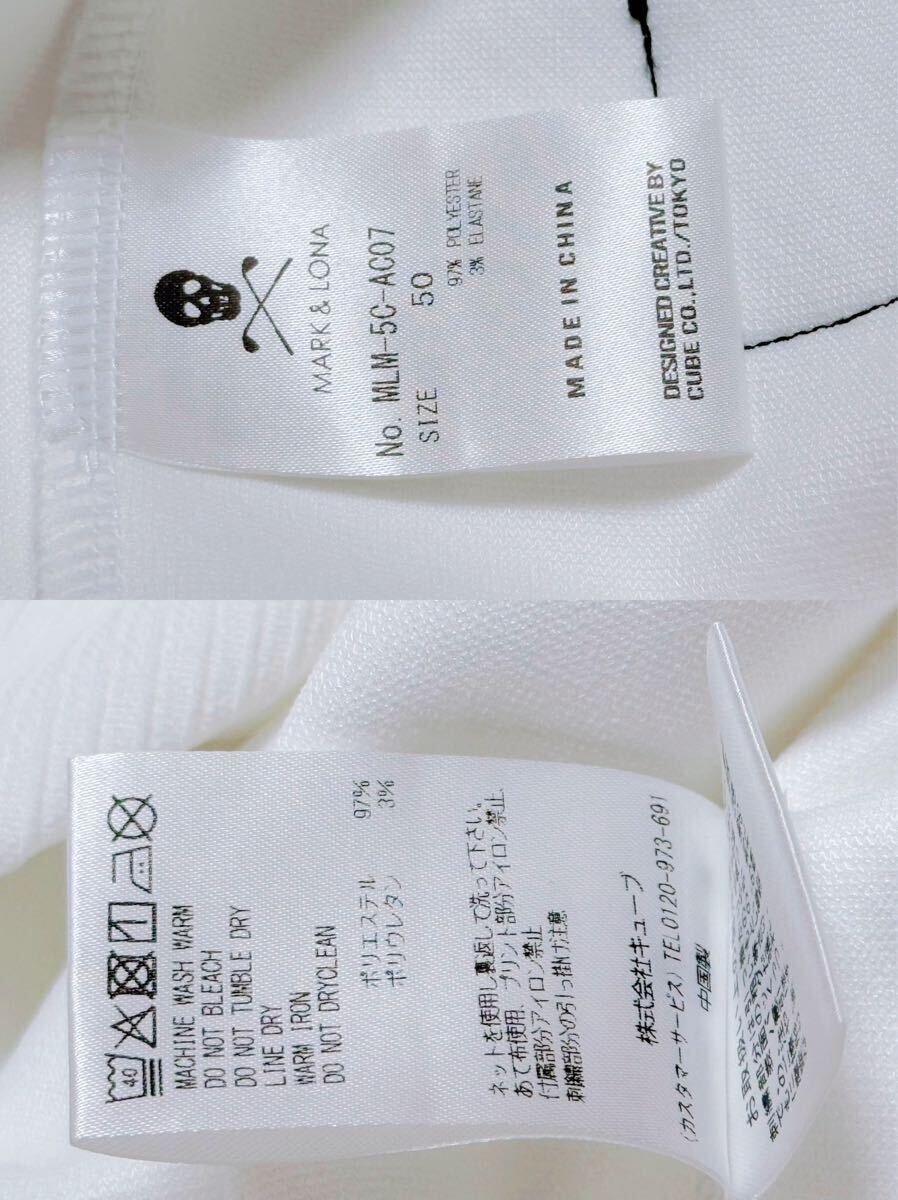 MARK & LONA
No. MLM-5C-AC07
SIZE 50
97% POLYESTER
3% ELASTANE
MADE IN CHINA
DESIGNED CREATIVE BY
CUBE CO.,LTD./TOKYO
40
MACHINE WASH WARM
DO NOT BLEACH
DO NOT TUMBLE DRY
LINE DRY
WARM IRON
DO NOT DRYCLEAN
ポリエステル 97%
ポリウレタン 3%
ネットを使用し裏返しで洗って下さい。
あて布使用、プリント部分アイロン禁止
付属部分アイロン禁止
刺繍部分の引っ掛け注意
株式会社キューブ
(カスタマーサービス) TEL0120-973-691
中国製